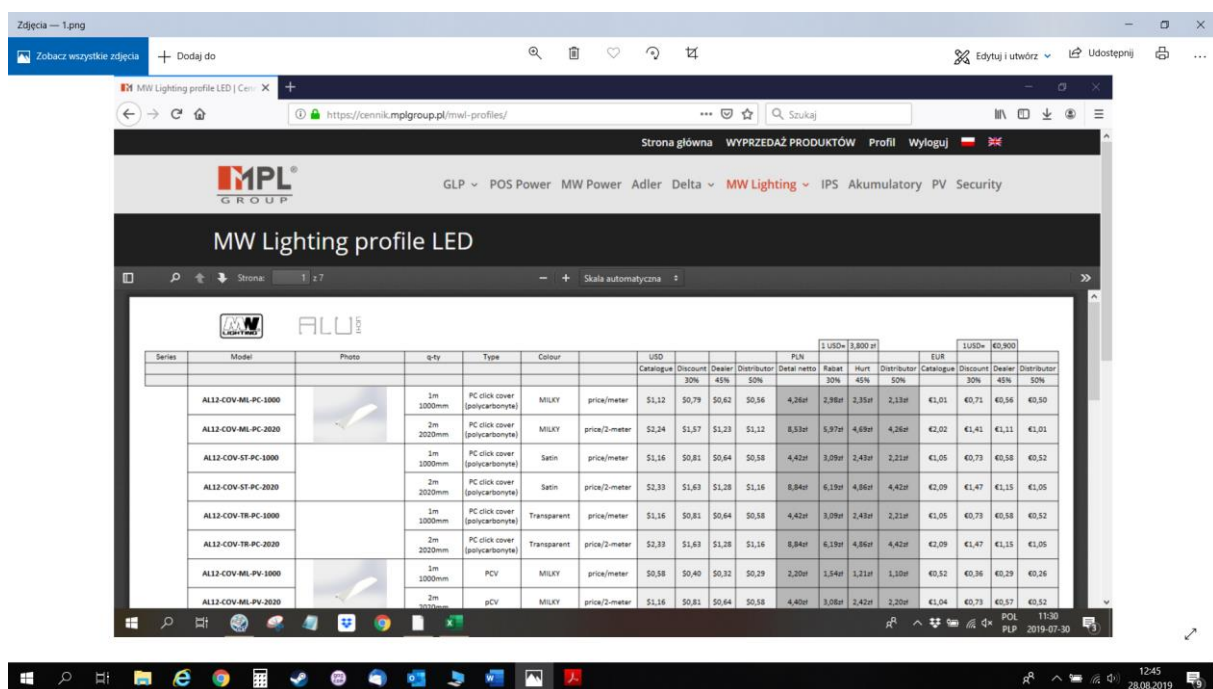 Zdjęcia — 1.png
Zobacz wszystkie zdjęcia
Dodaj do
Edytuj i utwórz
Udostępnij
MW Lighting profile LED | Cen
https://cennik.mplgroup.pl/mwl-profiles/
Szukaj
Strona główna WYPRZEDAŻ PRODUKTÓW Profil Wyloguj
MPL®
GROUP
GLP POS Power MW Power Adler Delta MW Lighting IPS Akumulatory PV Security
MW Lighting profile LED
Strona: 1 z 7 Skala automatyczna
MW LIGHTING ALU LIGHT
1 USD= 3,800 zł 1USD= €0,900
Series Model Photo q-ty Type Colour USD PLN EUR
Catalogue Discount Dealer Distributor Detal netto Rabat Hurt Distributor Catalogue Discount Dealer Distributor
30% 45% 50% 30% 45% 50% 30% 45% 50%
AL12-COV-ML-PC-1000 1m 1000mm PC click cover (polycarbonyte) MILKY price/meter $1,12 $0,79 $0,62 $0,56 4,26zł 2,98zł 2,35zł 2,13zł €1,01 €0,71 €0,56 €0,50
AL12-COV-ML-PC-2020 2m 2020mm PC click cover (polycarbonyte) MILKY price/2-meter $2,24 $1,57 $1,23 $1,12 8,53zł 5,97zł 4,69zł 4,26zł €2,02 €1,41 €1,11 €1,01
AL12-COV-ST-PC-1000 1m 1000mm PC click cover (polycarbonyte) Satin price/meter $1,16 $0,81 $0,64 $0,58 4,42zł 3,09zł 2,43zł 2,21zł €1,05 €0,73 €0,58 €0,52
AL12-COV-ST-PC-2020 2m 2020mm PC click cover (polycarbonyte) Satin price/2-meter $2,33 $1,63 $1,28 $1,16 8,84zł 6,19zł 4,86zł 4,42zł €2,09 €1,47 €1,15 €1,05
AL12-COV-TR-PC-1000 1m 1000mm PC click cover (polycarbonyte) Transparent price/meter $1,16 $0,81 $0,64 $0,58 4,42zł 3,09zł 2,43zł 2,21zł €1,05 €0,73 €0,58 €0,52
AL12-COV-TR-PC-2020 2m 2020mm PC click cover (polycarbonyte) Transparent price/2-meter $2,33 $1,63 $1,28 $1,16 8,84zł 6,19zł 4,86zł 4,42zł €2,09 €1,47 €1,15 €1,05
AL12-COV-ML-PV-1000 1m 1000mm PCV MILKY price/meter $0,58 $0,40 $0,32 $0,29 2,20zł 1,54zł 1,21zł 1,10zł €0,52 €0,36 €0,29 €0,26
AL12-COV-ML-PV-2020 2m 2020mm pCV MILKY price/2-meter $1,16 $0,81 $0,64 $0,58 4,40zł 3,08zł 2,42zł 2,20zł €1,04 €0,73 €0,57 €0,52
POL 11:30
PLP 2019-07-30
12:45
28.08.2019